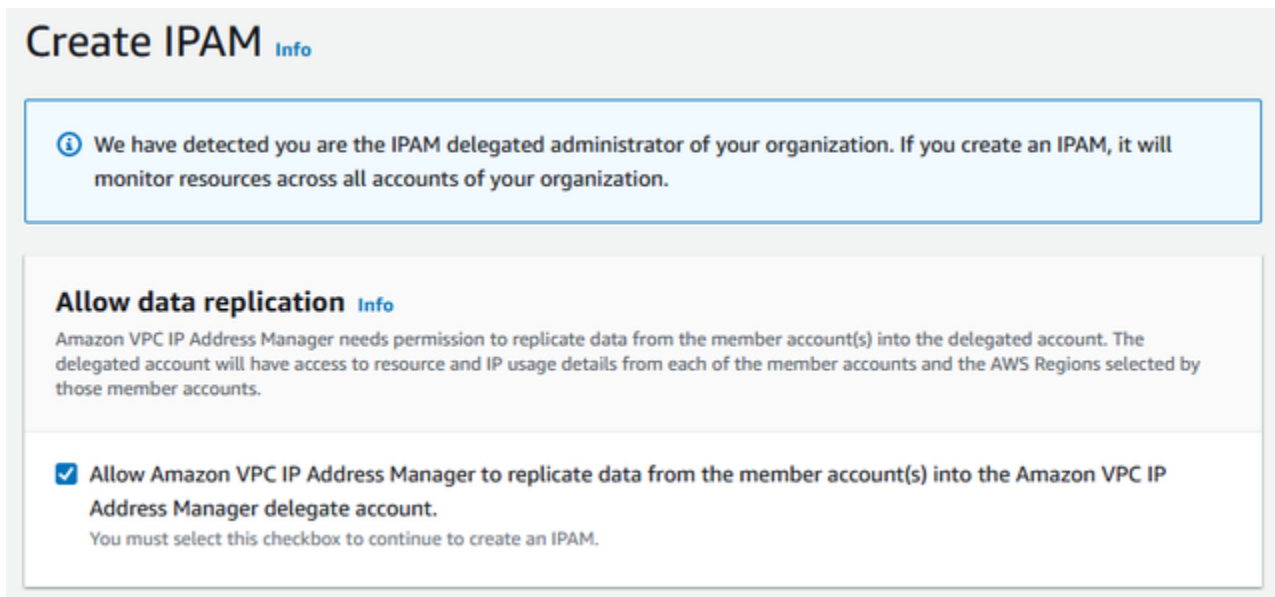 Create IPAM Info
We have detected you are the IPAM delegated administrator of your organization. If you create an IPAM, it will
monitor resources across all accounts of your organization.
Allow data replication Info
Amazon VPC IP Address Manager needs permission to replicate data from the member account(s) into the delegated account. The
delegated account will have access to resource and IP usage details from each of the member accounts and the AWS Regions selected by
those member accounts.
Allow Amazon VPC IP Address Manager to replicate data from the member account(s) into the Amazon VPC IP
Address Manager delegate account.
You must select this checkbox to continue to create an IPAM.